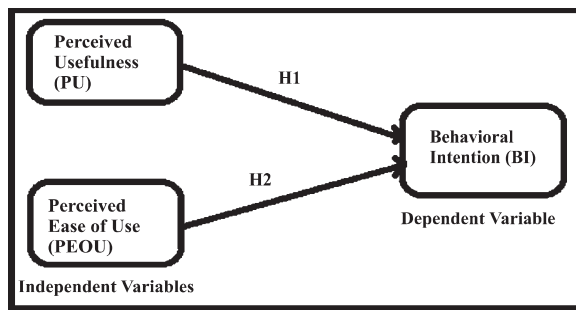 Perceived
Usefulness
(PU)
H1
Behavioral
Intention (BI)
Dependent Variable
H2
Perceived
Ease of Use
(PEOU)
Independent Variables